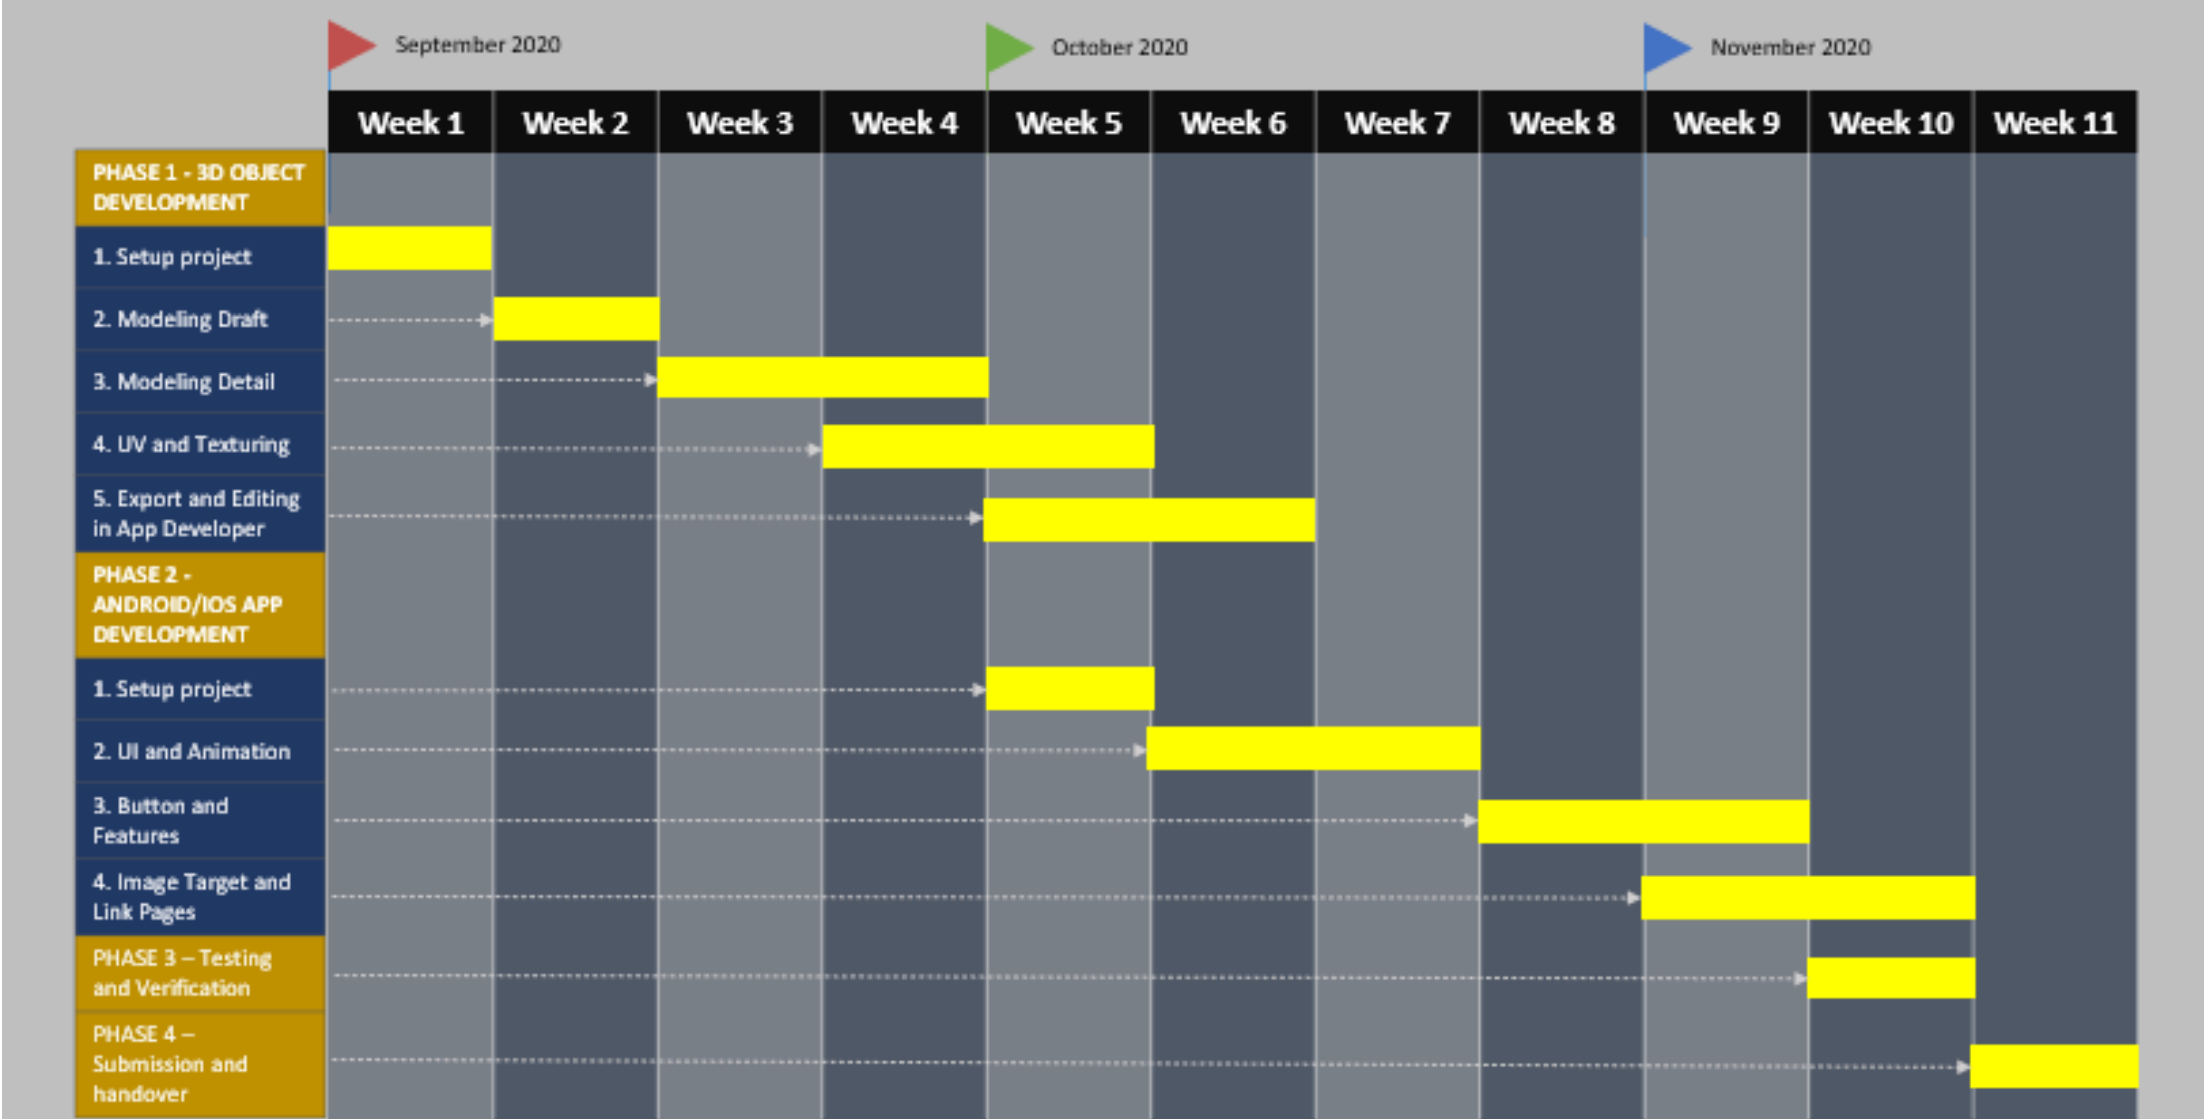 September 2020
October 2020
November 2020
Week 1
Week 2
Week 3
Week 4
Week 5
Week 6
Week 7
Week 8
Week 9
Week 10
Week 11
PHASE 1 - 3D OBJECT
DEVELOPMENT
1. Setup project
2. Modeling Draft
3. Modeling Detail
4. UV and Texturing
5. Export and Editing
in App Developer
PHASE 2 -
ANDROID/IOS APP
DEVELOPMENT
1. Setup project
2. UI and Animation
3. Button and
Features
4. Image Target and
Link Pages
PHASE 3 – Testing
and Verification
PHASE 4 –
Submission and
handover